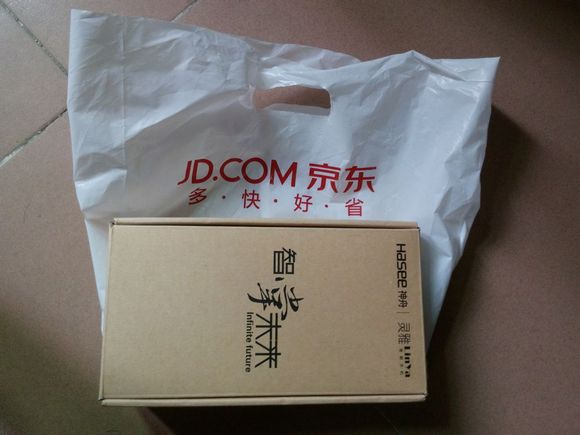 JD.COM 京东
多·快·好·省
Hasee 神舟 | 灵雅 LinYa
智掌未来
Infinite future